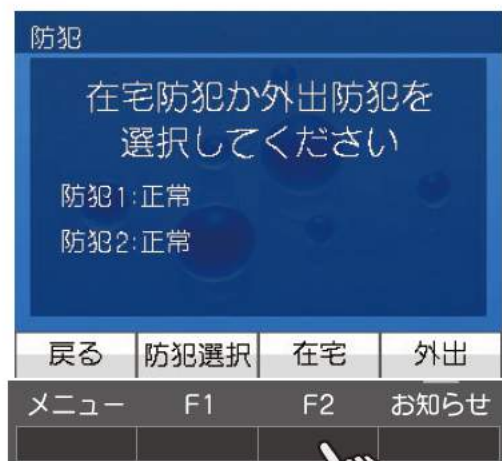 防犯
在宅防犯か外出防犯を
選択してください
防犯1:正常
防犯2:正常
戻る 防犯選択 在宅 外出
メニュー F1 F2 お知らせ